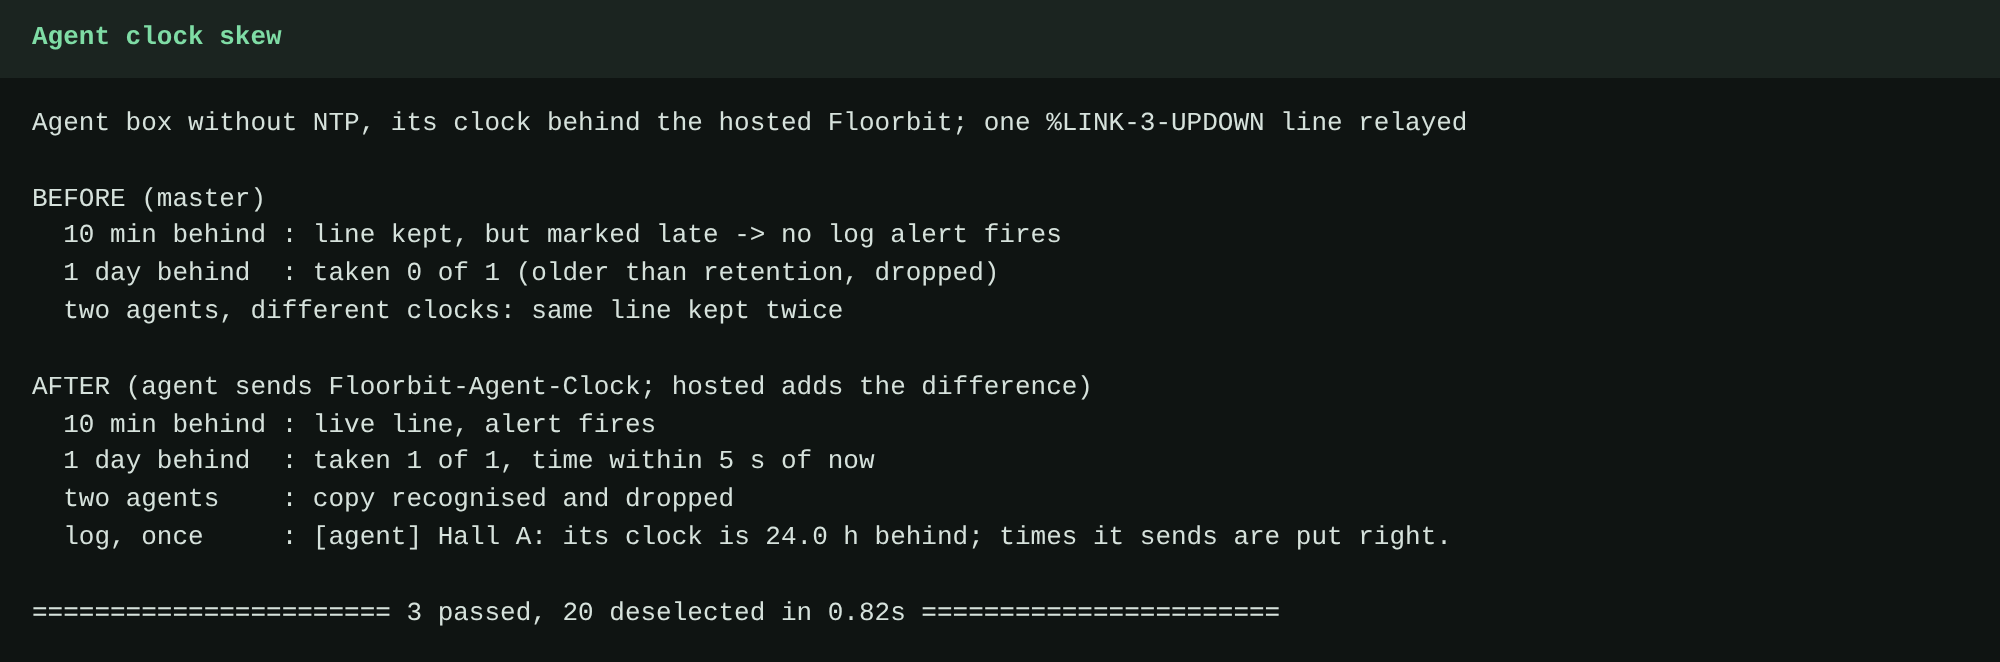 Agent clock skew
Agent box without NTP, its clock behind the hosted Floorbit; one %LINK-3-UPDOWN line relayed
BEFORE (master)
10 min behind : line kept, but marked late -> no log alert fires
1 day behind  : taken 0 of 1 (older than retention, dropped)
two agents, different clocks: same line kept twice
AFTER (agent sends Floorbit-Agent-Clock; hosted adds the difference)
10 min behind : live line, alert fires
1 day behind  : taken 1 of 1, time within 5 s of now
two agents    : copy recognised and dropped
log, once     : [agent] Hall A: its clock is 24.0 h behind; times it sends are put right.
======================= 3 passed, 20 deselected in 0.82s =======================